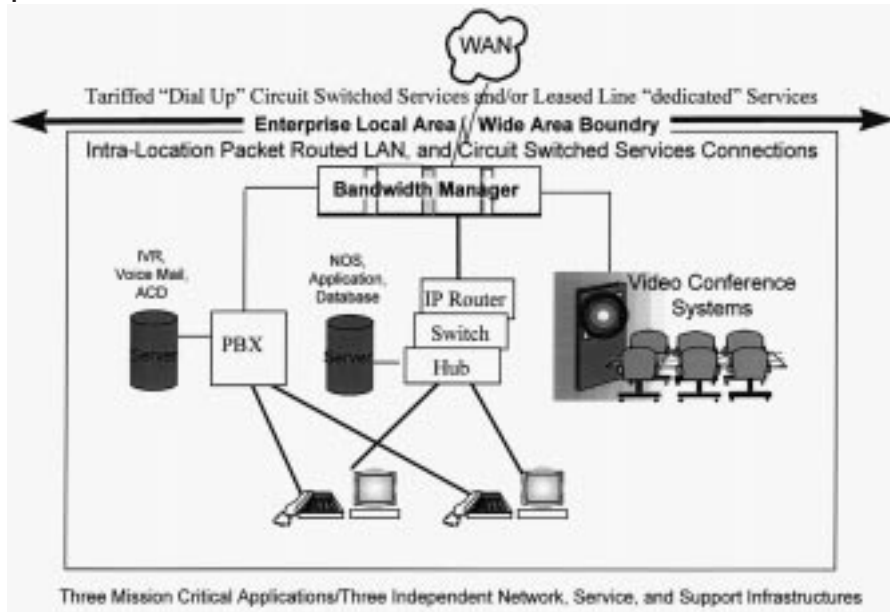 WAN
Tariffed “Dial Up” Circuit Switched Services and/or Leased Line “dedicated” Services
Enterprise Local Area / Wide Area Boundry
Intra-Location Packet Routed LAN, and Circuit Switched Services Connections
Bandwidth Manager
IVR,
Voice Mail,
ACD
Server
PBX
NOS,
Application,
Database
Server
IP Router
Switch
Hub
Video Conference
Systems
Three Mission Critical Applications/Three Independent Network, Service, and Support Infrastructures